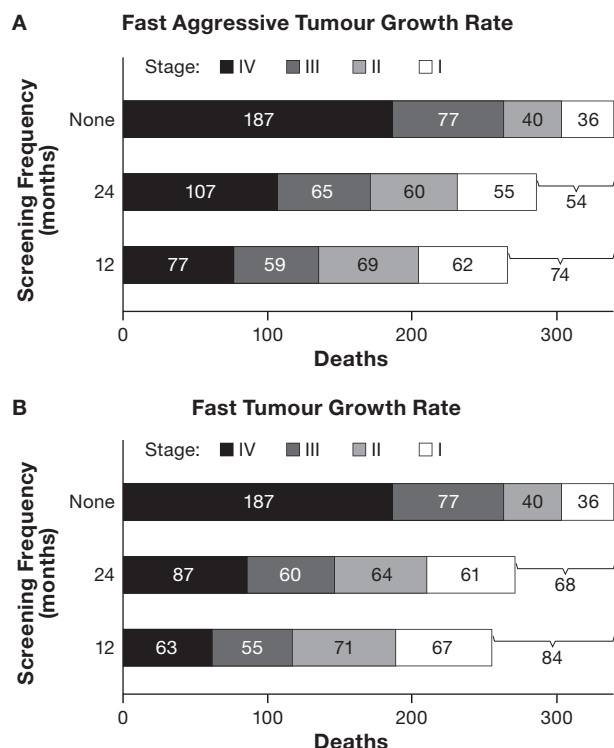 A Fast Aggressive Tumour Growth Rate
Stage: IV III II I
Screening Frequency
(months)
None 187 77 40 36
24 107 65 60 55 54
12 77 59 69 62 74
0 100 200 300
Deaths
B Fast Tumour Growth Rate
Stage: IV III II I
Screening Frequency
(months)
None 187 77 40 36
24 87 60 64 61 68
12 63 55 71 67 84
0 100 200 300
Deaths